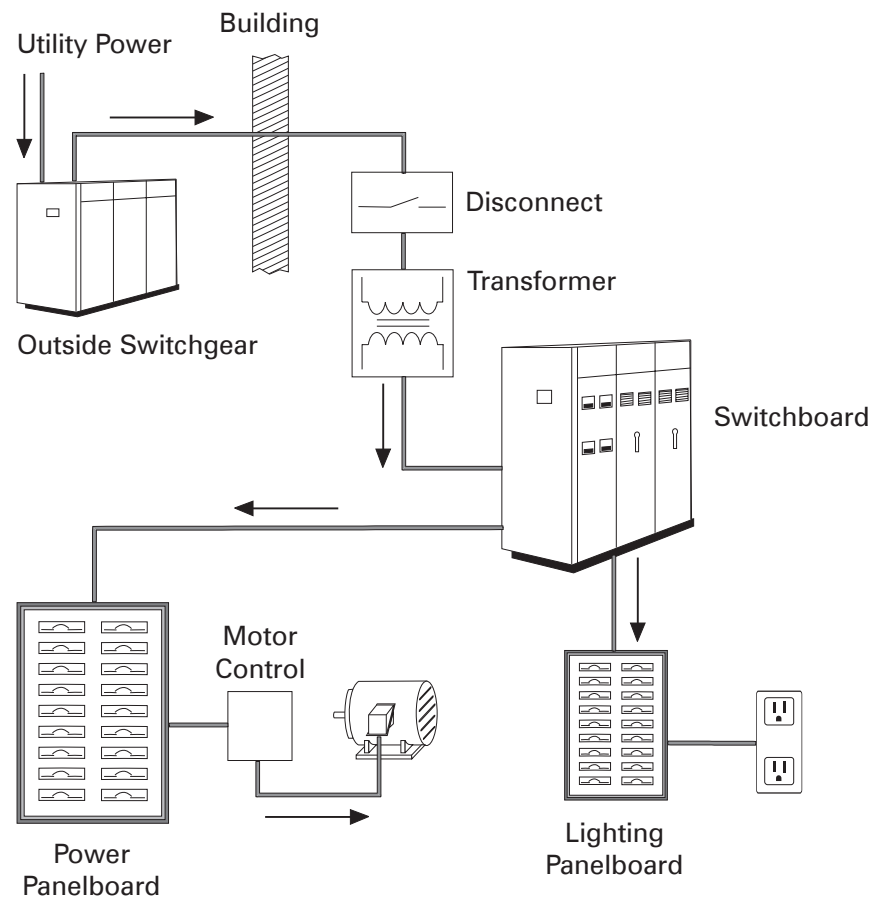 Building
Utility Power
Disconnect
Transformer
Outside Switchgear
Switchboard
Motor
Control
Power
Panelboard
Lighting
Panelboard